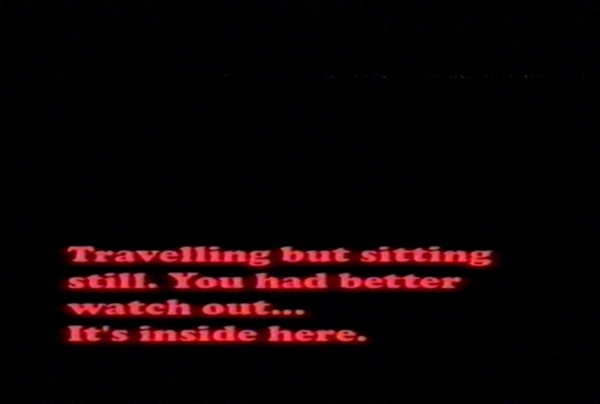 Travelling but sitting
still. You had better
watch out...
It's inside here.